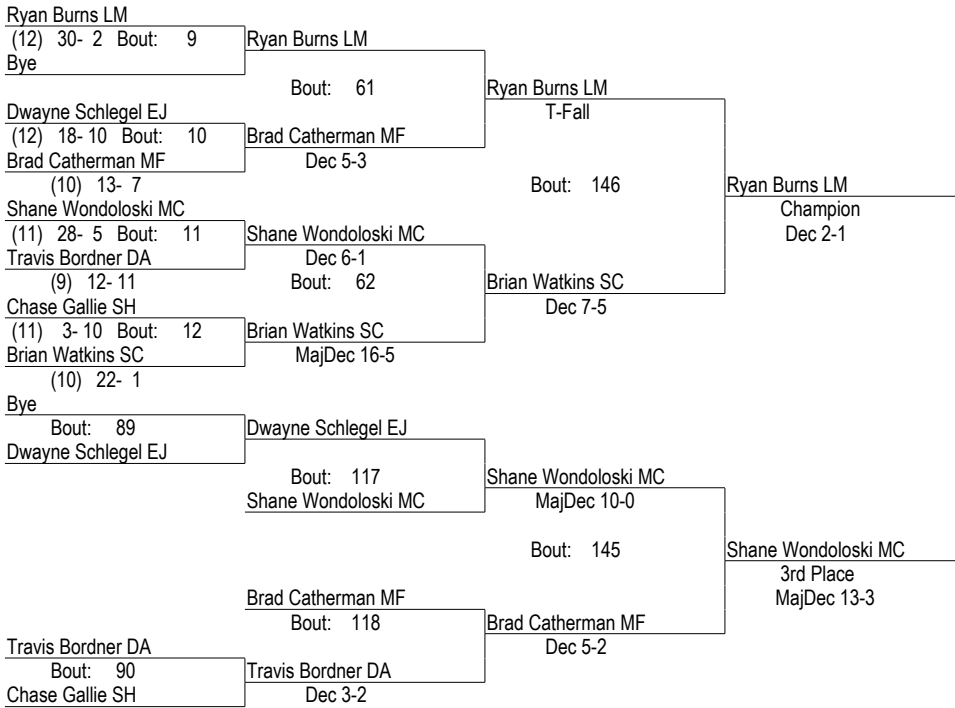 Ryan Burns LM
(12) 30- 2 Bout: 9 Ryan Burns LM
Bye
Bout: 61 Ryan Burns LM
Dwayne Schlegel EJ T-Fall
(12) 18- 10 Bout: 10 Brad Catherman MF
Brad Catherman MF Dec 5-3
(10) 13- 7 Bout: 146 Ryan Burns LM
Shane Wondoloski MC Champion
(11) 28- 5 Bout: 11 Shane Wondoloski MC Dec 2-1
Travis Bordner DA Dec 6-1
(9) 12- 11 Bout: 62 Brian Watkins SC
Chase Gallie SH Dec 7-5
(11) 3- 10 Bout: 12 Brian Watkins SC
Brian Watkins SC MajDec 16-5
(10) 22- 1
Bye
Bout: 89 Dwayne Schlegel EJ
Dwayne Schlegel EJ
Bout: 117 Shane Wondoloski MC
Shane Wondoloski MC MajDec 10-0
Bout: 145 Shane Wondoloski MC
3rd Place
Brad Catherman MF MajDec 13-3
Bout: 118 Brad Catherman MF
Travis Bordner DA Dec 5-2
Bout: 90 Travis Bordner DA
Chase Gallie SH Dec 3-2